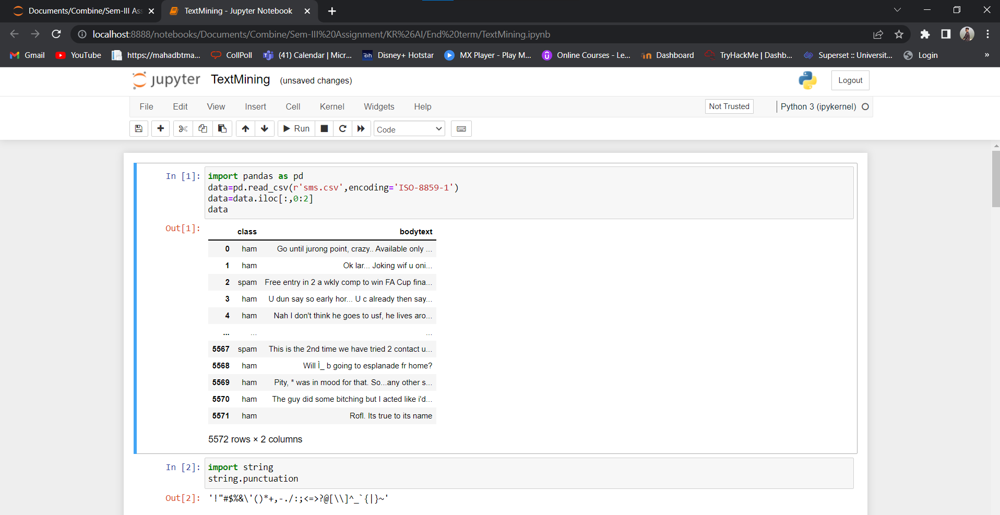 Documents/Combine/Sem-III Ass
TextMining - Jupyter Notebook
localhost:8888/notebooks/Documents/Combine/Sem-III%20Assignment/KR%26AI/End%20term/TextMining.ipynb
Gmail YouTube https://mahadbtma... CollPoll (41) Calendar | Micr... Disney+ Hotstar MX Player - Play M... Online Courses - Le... Dashboard TryHackMe | Dashb... Superset :: Universit... Login »
jupyter TextMining (unsaved changes) Logout
File Edit View Insert Cell Kernel Widgets Help Not Trusted Python 3 (ipykernel)
Run Code
In [1]: import pandas as pd
data=pd.read_csv(r'sms.csv',encoding='ISO-8859-1')
data=data.iloc[:,0:2]
data
Out[1]:
class bodytext
0 ham Go until jurong point, crazy.. Available only ...
1 ham Ok lar... Joking wif u oni...
2 spam Free entry in 2 a wkly comp to win FA Cup fina...
3 ham U dun say so early hor... U c already then say...
4 ham Nah I don't think he goes to usf, he lives aro...
... ... ...
5567 spam This is the 2nd time we have tried 2 contact u...
5568 ham Will Ì_ b going to esplanade fr home?
5569 ham Pity, * was in mood for that. So...any other s...
5570 ham The guy did some bitching but I acted like i'd...
5571 ham Rofl. Its true to its name
5572 rows × 2 columns
In [2]: import string
string.punctuation
Out[2]: '!"#$%&\'()*+,-./:;<=>?@[\\]^_`{|}~'